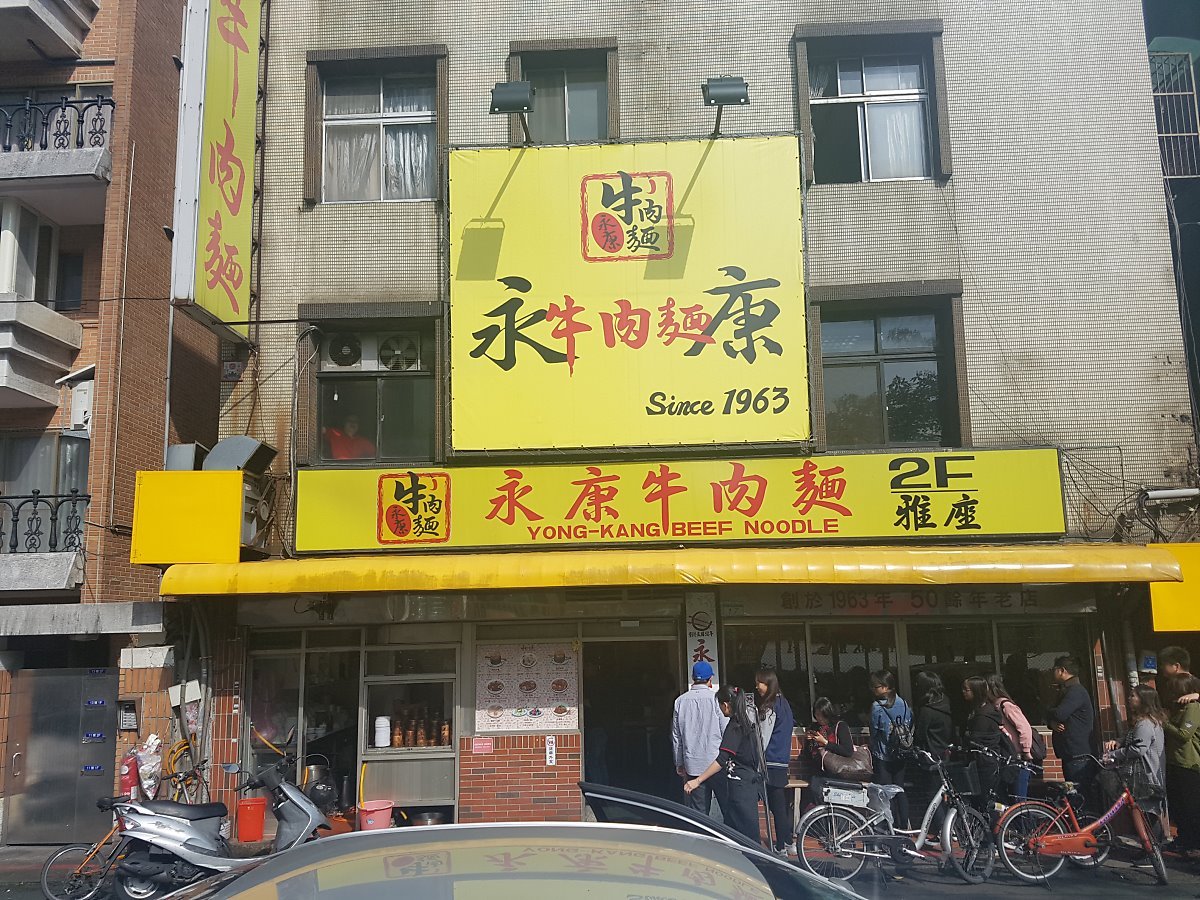 牛肉麵
牛肉麵
永康
永牛肉麵康
Since 1963
牛肉麵
永康
永康牛肉麵
YONG-KANG BEEF NOODLE
2F
雅座
創於1963年 50餘年老店
永